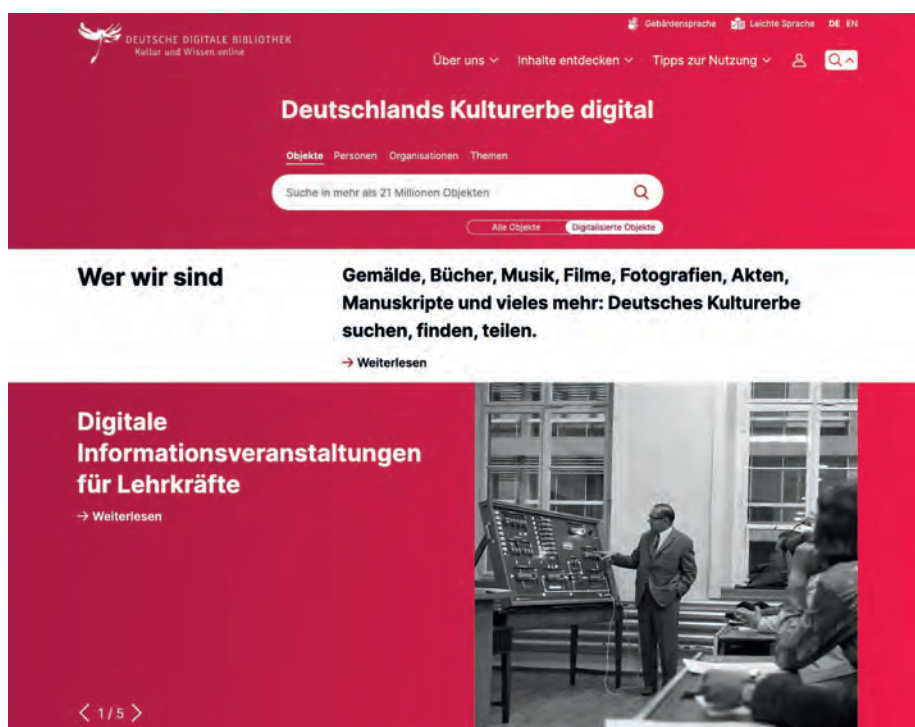 Gebärdensprache Leichte Sprache DE EN
DEUTSCHE DIGITALE BIBLIOTHEK
Kultur und Wissen online
Über uns Inhalte entdecken Tipps zur Nutzung
Deutschlands Kulturerbe digital
Objekte Personen Organisationen Themen
Suche in mehr als 21 Millionen Objekten
Alle Objekte Digitalisierte Objekte
Wer wir sind
Gemälde, Bücher, Musik, Filme, Fotografien, Akten,
Manuskripte und vieles mehr: Deutsches Kulturerbe
suchen, finden, teilen.
→ Weiterlesen
Digitale
Informationsveranstaltungen
für Lehrkräfte
→ Weiterlesen
1/5